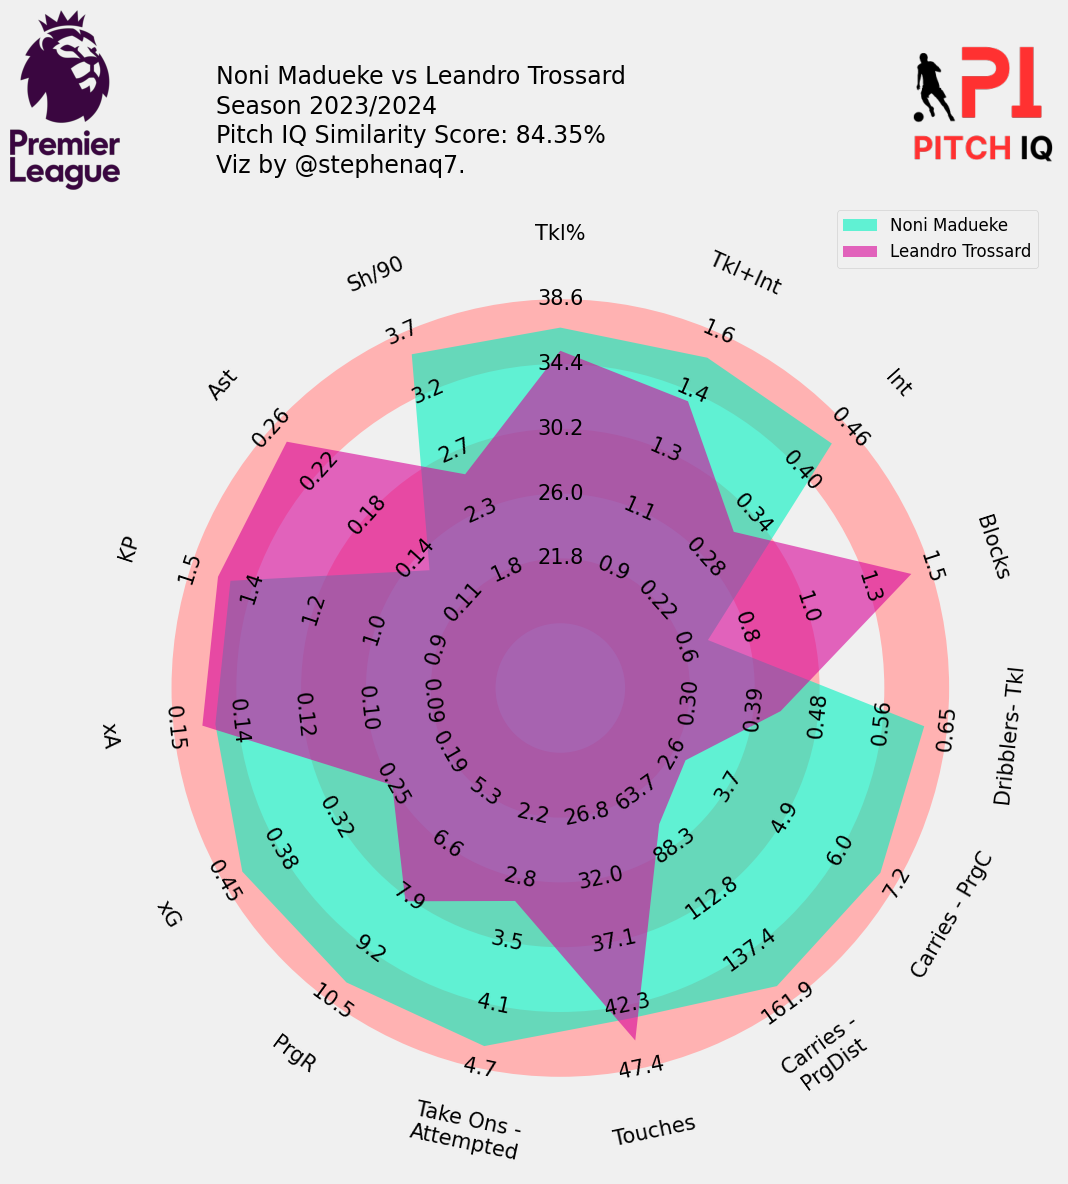 Noni Madueke vs Leandro Trossard
Season 2023/2024
Pitch IQ Similarity Score: 84.35%
Viz by @stephenaq7.
Premier
League
PI
PITCH IQ
Noni Madueke
Leandro Trossard
Tkl%
38.6
34.4
30.2
26.0
21.8
Tkl+Int
1.6
1.4
1.3
1.1
0.9
Int
0.46
0.40
0.34
0.28
0.22
Blocks
1.5
1.3
1.0
0.8
0.6
Dribblers- Tkl
0.65
0.56
0.48
0.39
0.30
Carries - PrgC
7.2
6.0
4.9
3.7
2.6
Carries -
PrgDist
161.9
137.4
112.8
88.3
63.7
Touches
47.4
42.3
37.1
32.0
26.8
Take Ons -
Attempted
4.7
4.1
3.5
2.8
2.2
PrgR
10.5
9.2
7.9
6.6
5.3
xG
0.45
0.38
0.32
0.25
0.19
xA
0.15
0.14
0.12
0.10
0.09
KP
1.5
1.4
1.2
1.0
0.9
Ast
0.26
0.22
0.18
0.14
0.11
Sh/90
3.7
3.2
2.7
2.3
1.8